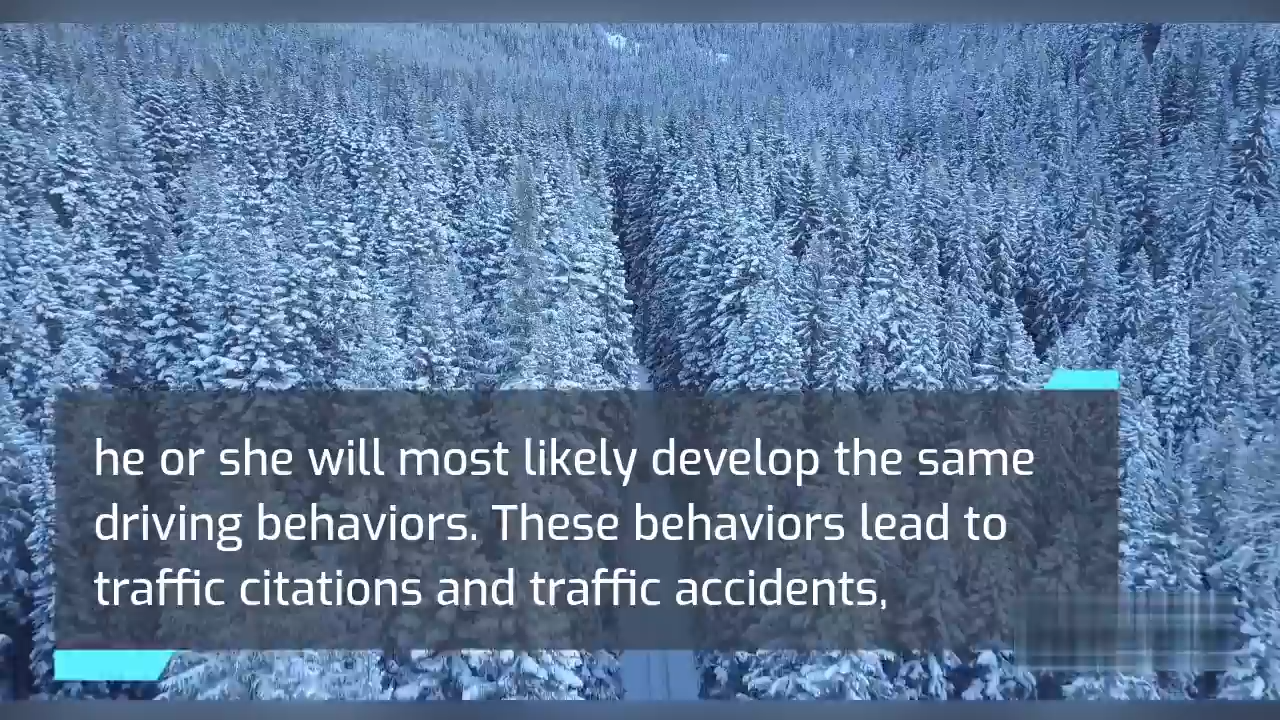 he or she will most likely develop the same
driving behaviors. These behaviors lead to
traffic citations and traffic accidents,